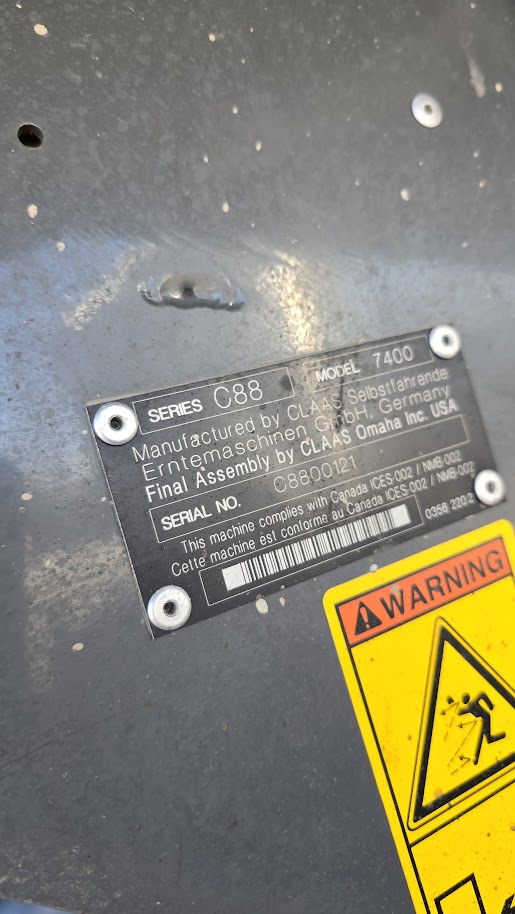 SERIES C88 MODEL 7400
Manufactured by CLAAS Selbstfahrende
Erntemaschinen GmbH, Germany
Final Assembly by CLAAS Omaha Inc. USA
SERIAL NO. C8800121
This machine complies with Canada ICES-002 / NMB-002
Cette machine est conforme au Canada ICES-002 / NMB-002
0356 220 2
WARNING